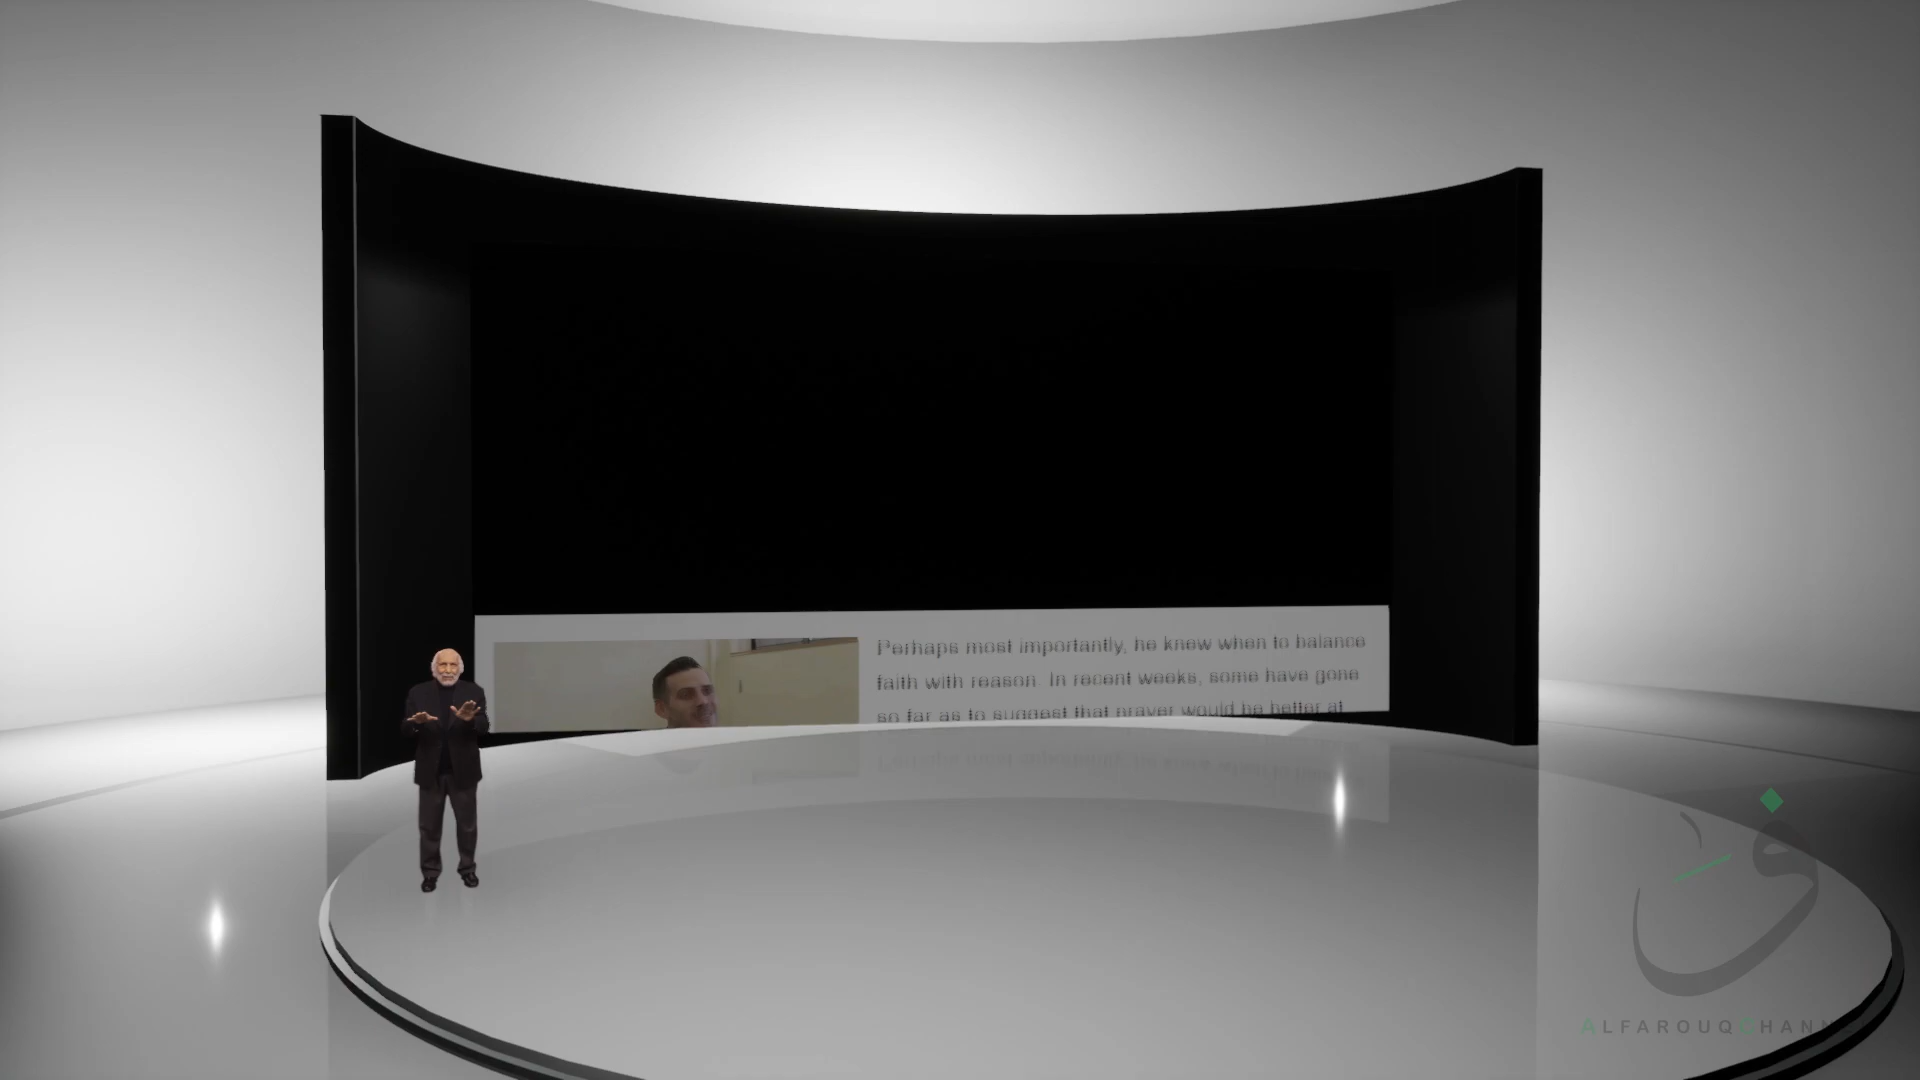 Perhaps most importantly, he knew when to balance
faith with reason. In recent weeks, some have gone
so far as to suggest that prayer would be better at
ALFAROUQCHANN